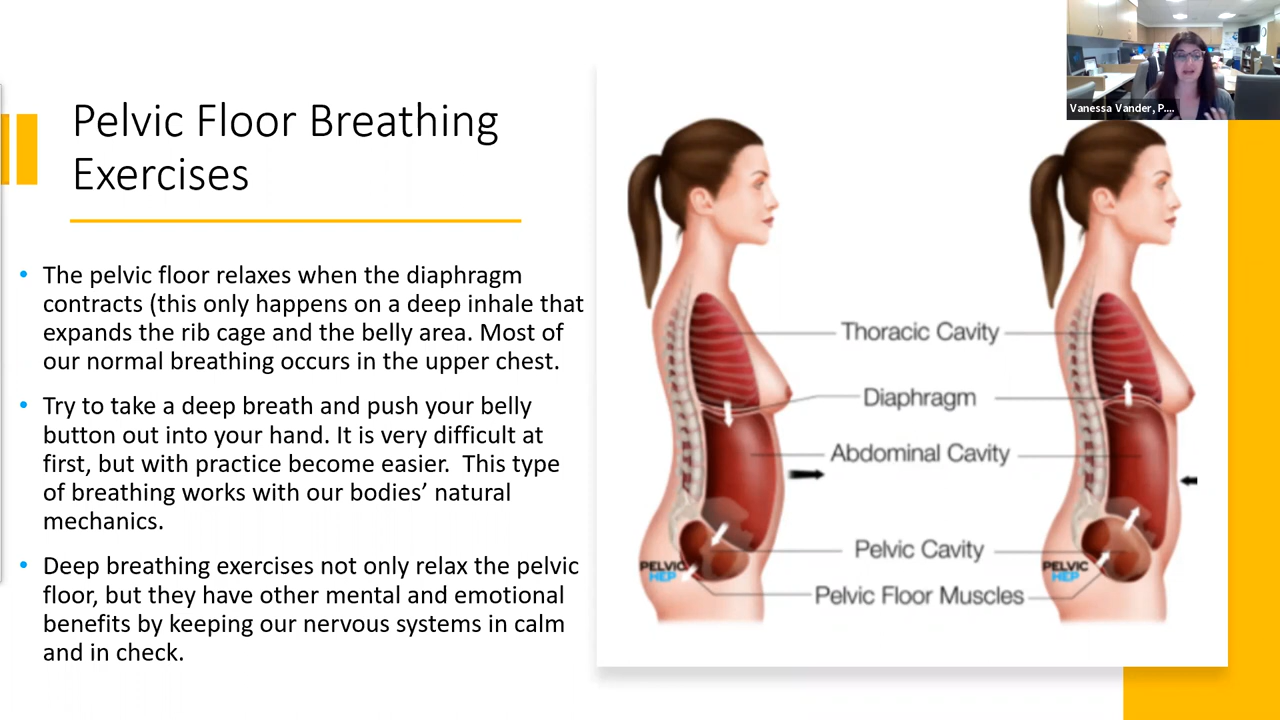 Vanessa Vander, P....
Pelvic Floor Breathing
Exercises
• The pelvic floor relaxes when the diaphragm
contracts (this only happens on a deep inhale that
expands the rib cage and the belly area. Most of
our normal breathing occurs in the upper chest.
• Try to take a deep breath and push your belly
button out into your hand. It is very difficult at
first, but with practice become easier.  This type
of breathing works with our bodies’ natural
mechanics.
• Deep breathing exercises not only relax the pelvic
floor, but they have other mental and emotional
benefits by keeping our nervous systems in calm
and in check.
Thoracic Cavity
Diaphragm
Abdominal Cavity
Pelvic Cavity
Pelvic Floor Muscles
PELVIC
HEP
PELVIC
HEP